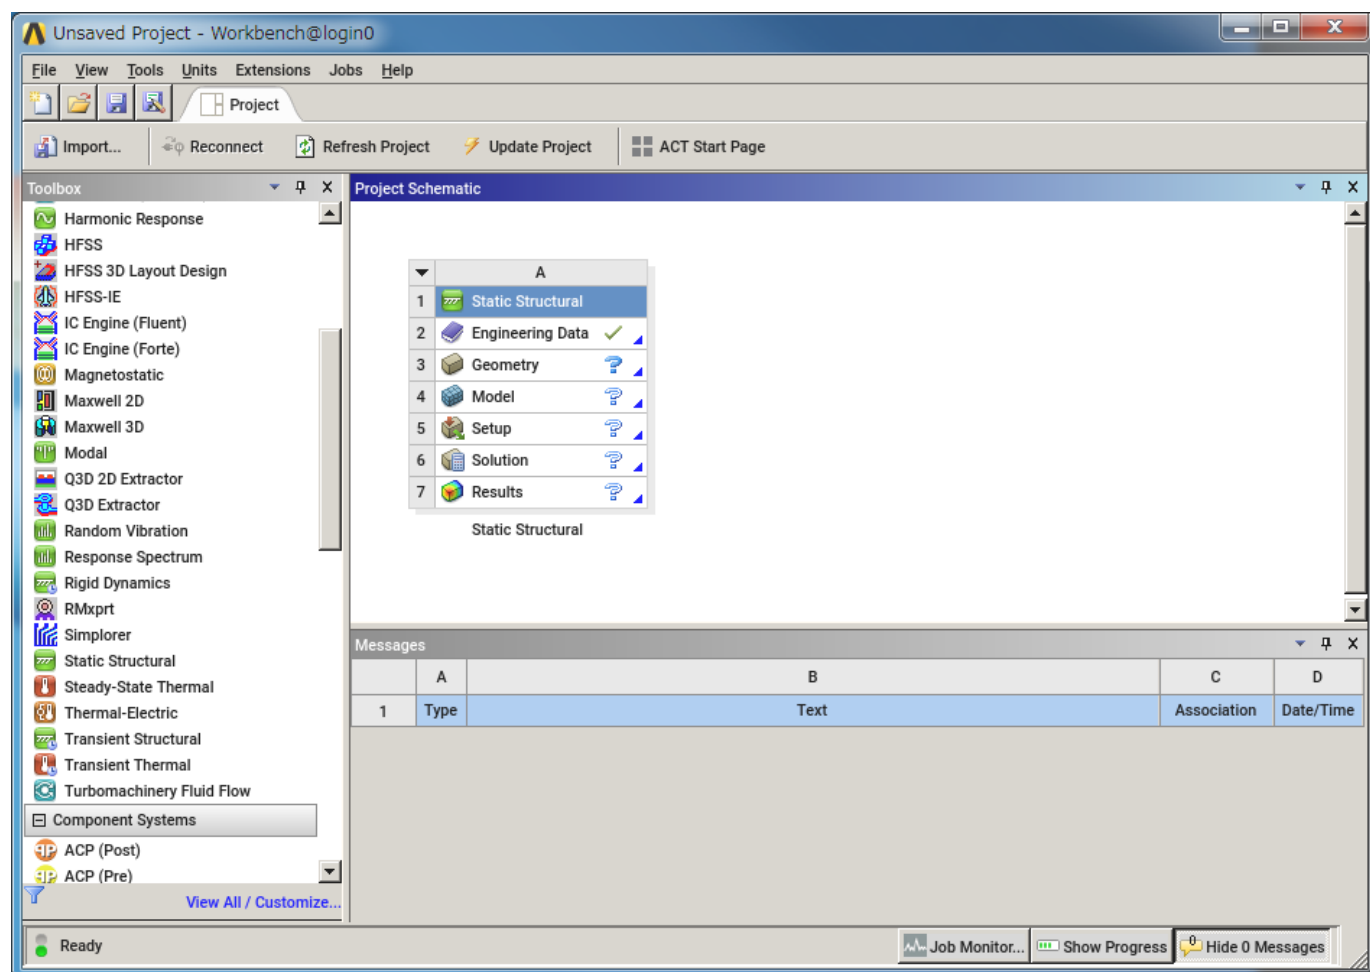 Unsaved Project - Workbench@login0
File View Tools Units Extensions Jobs Help
Project
Import... Reconnect Refresh Project Update Project ACT Start Page
Toolbox
Harmonic Response
HFSS
HFSS 3D Layout Design
HFSS-IE
IC Engine (Fluent)
IC Engine (Forte)
Magnetostatic
Maxwell 2D
Maxwell 3D
Modal
Q3D 2D Extractor
Q3D Extractor
Random Vibration
Response Spectrum
Rigid Dynamics
RMxprt
Simplorer
Static Structural
Steady-State Thermal
Thermal-Electric
Transient Structural
Transient Thermal
Turbomachinery Fluid Flow
Component Systems
ACP (Post)
ACP (Pre)
View All / Customize...
Project Schematic
A
1 Static Structural
2 Engineering Data
3 Geometry ?
4 Model ?
5 Setup ?
6 Solution ?
7 Results ?
Static Structural
Messages
A B C D
1 Type Text Association Date/Time
Ready
Job Monitor... Show Progress 0 Hide 0 Messages